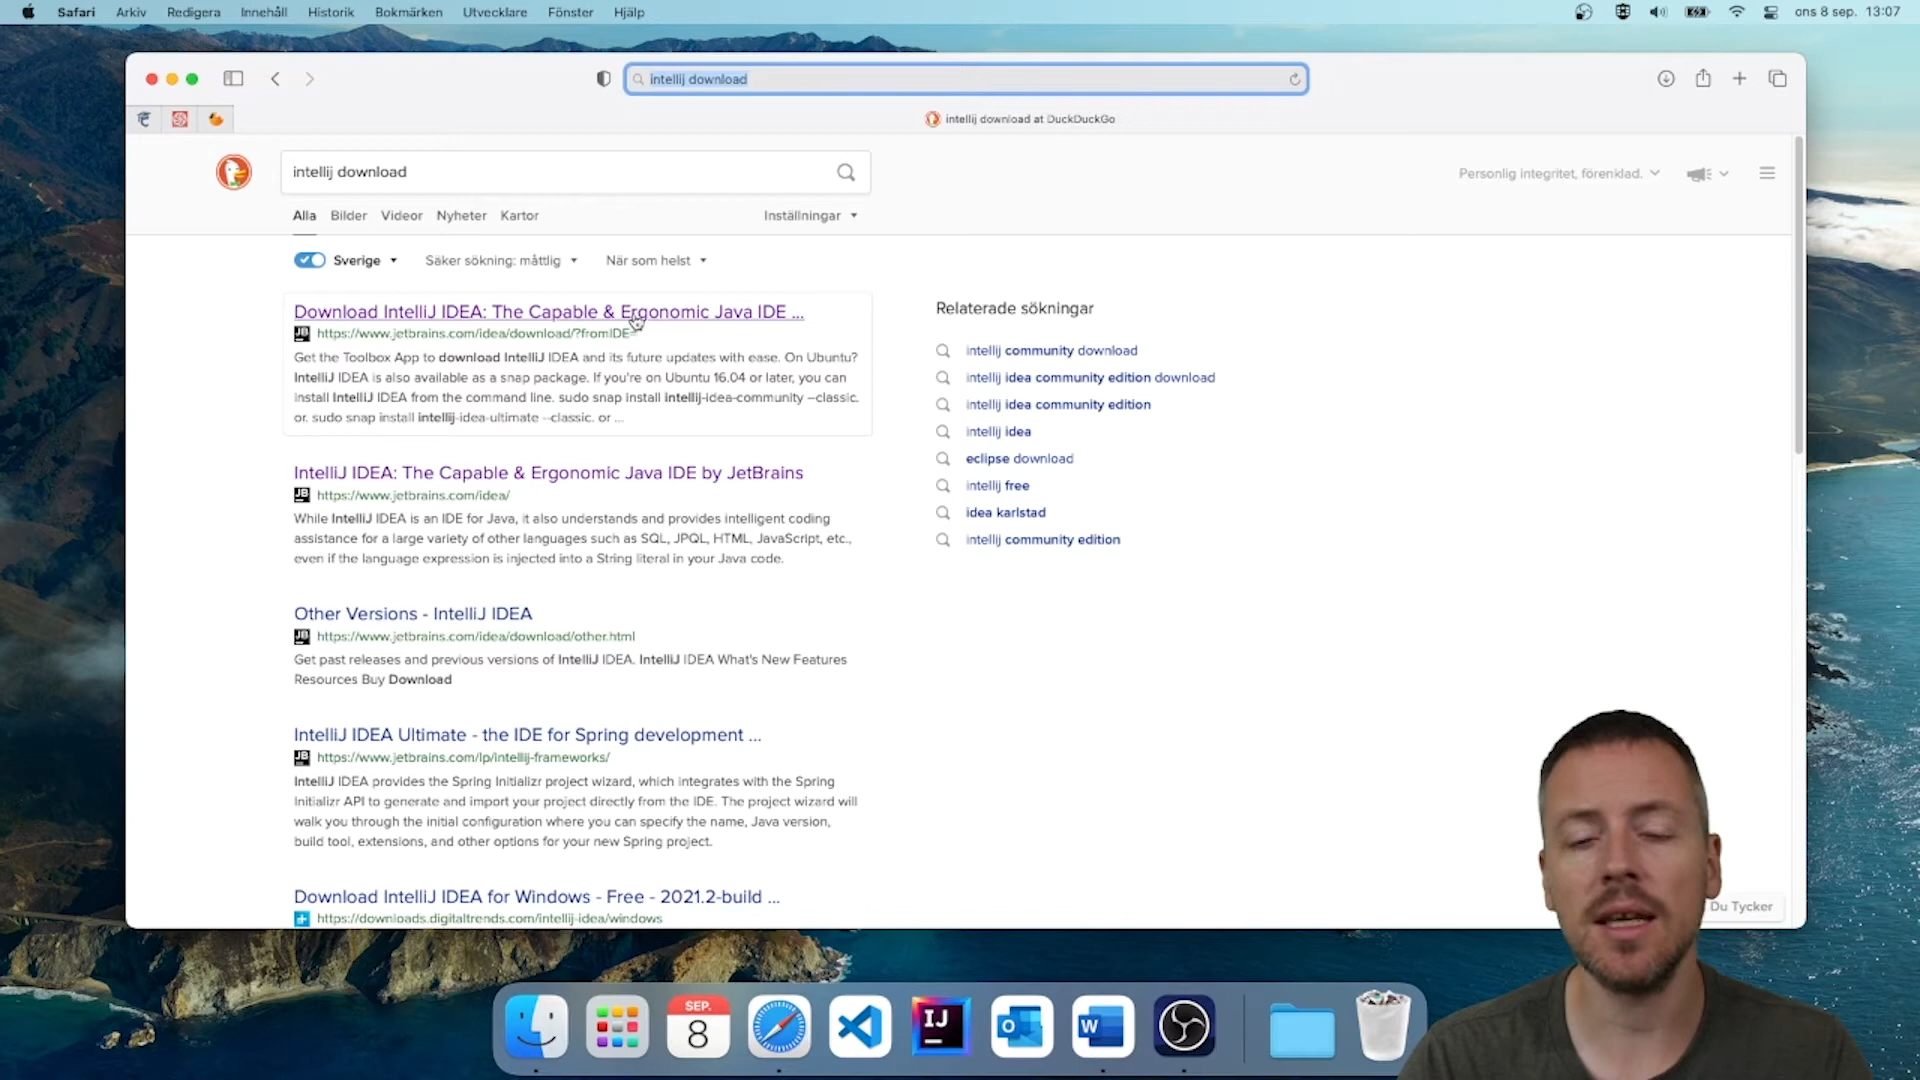 Safari Arkiv Redigera Innehåll Historik Bokmärken Utvecklare Fönster Hjälp
ons 8 sep. 13:07
intellij download
intellij download at DuckDuckGo
intellij download
Personlig integritet, förenklad.
Alla Bilder Videor Nyheter Kartor
Inställningar
Sverige
Säker sökning: måttlig
När som helst
Download IntelliJ IDEA: The Capable & Ergonomic Java IDE ...
JB https://www.jetbrains.com/idea/download/?fromIDE=
Get the Toolbox App to download IntelliJ IDEA and its future updates with ease. On Ubuntu?
IntelliJ IDEA is also available as a snap package. If you're on Ubuntu 16.04 or later, you can
install IntelliJ IDEA from the command line. sudo snap install intellij-idea-community --classic.
or. sudo snap install intellij-idea-ultimate --classic. or ...
IntelliJ IDEA: The Capable & Ergonomic Java IDE by JetBrains
JB https://www.jetbrains.com/idea/
While IntelliJ IDEA is an IDE for Java, it also understands and provides intelligent coding
assistance for a large variety of other languages such as SQL, JPQL, HTML, JavaScript, etc.,
even if the language expression is injected into a String literal in your Java code.
Other Versions - IntelliJ IDEA
JB https://www.jetbrains.com/idea/download/other.html
Get past releases and previous versions of IntelliJ IDEA. IntelliJ IDEA What's New Features
Resources Buy Download
IntelliJ IDEA Ultimate - the IDE for Spring development ...
JB https://www.jetbrains.com/lp/intellij-frameworks/
IntelliJ IDEA provides the Spring Initializr project wizard, which integrates with the Spring
Initializr API to generate and import your project directly from the IDE. The project wizard will
walk you through the initial configuration where you can specify the name, Java version,
build tool, extensions, and other options for your new Spring project.
Download IntelliJ IDEA for Windows - Free - 2021.2-build ...
https://downloads.digitaltrends.com/intellij-idea/windows
Relaterade sökningar
intellij community download
intellij idea community edition download
intellij idea community edition
intellij idea
eclipse download
intellij free
idea karlstad
intellij community edition
Du Tycker
SEP.
8
IJ
O
W